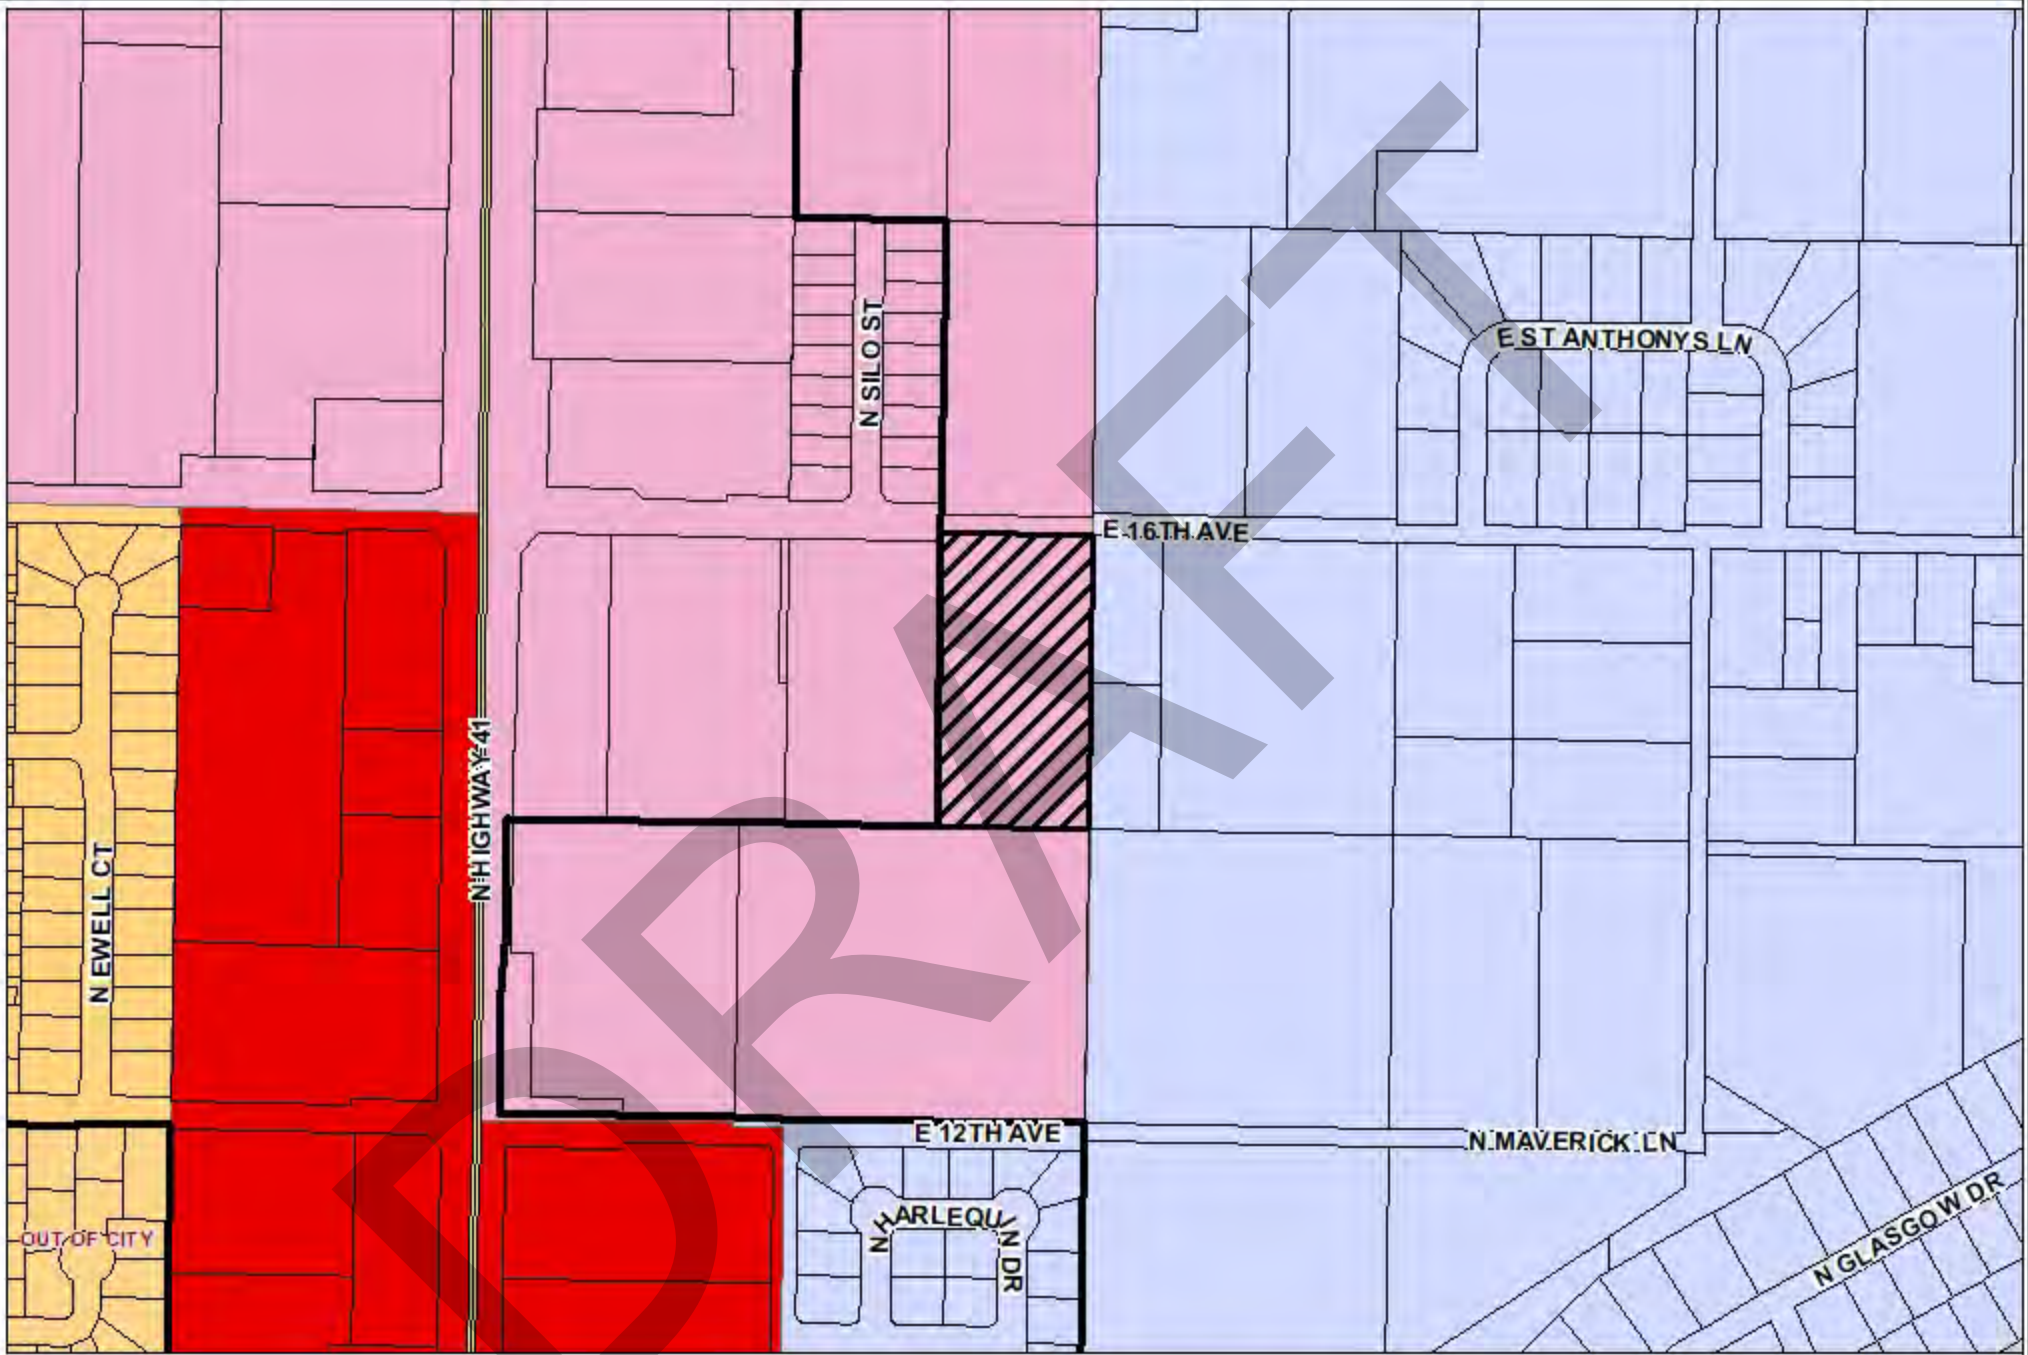 N SILO ST
E ST ANTHONYS LN
E 16TH AVE
N HIGHWAY 41
N EWELL CT
E 12TH AVE
N MAVERICK LN
N HARLEQUIN DR
N GLASGOW DR
OUT OF CITY
DRAFT